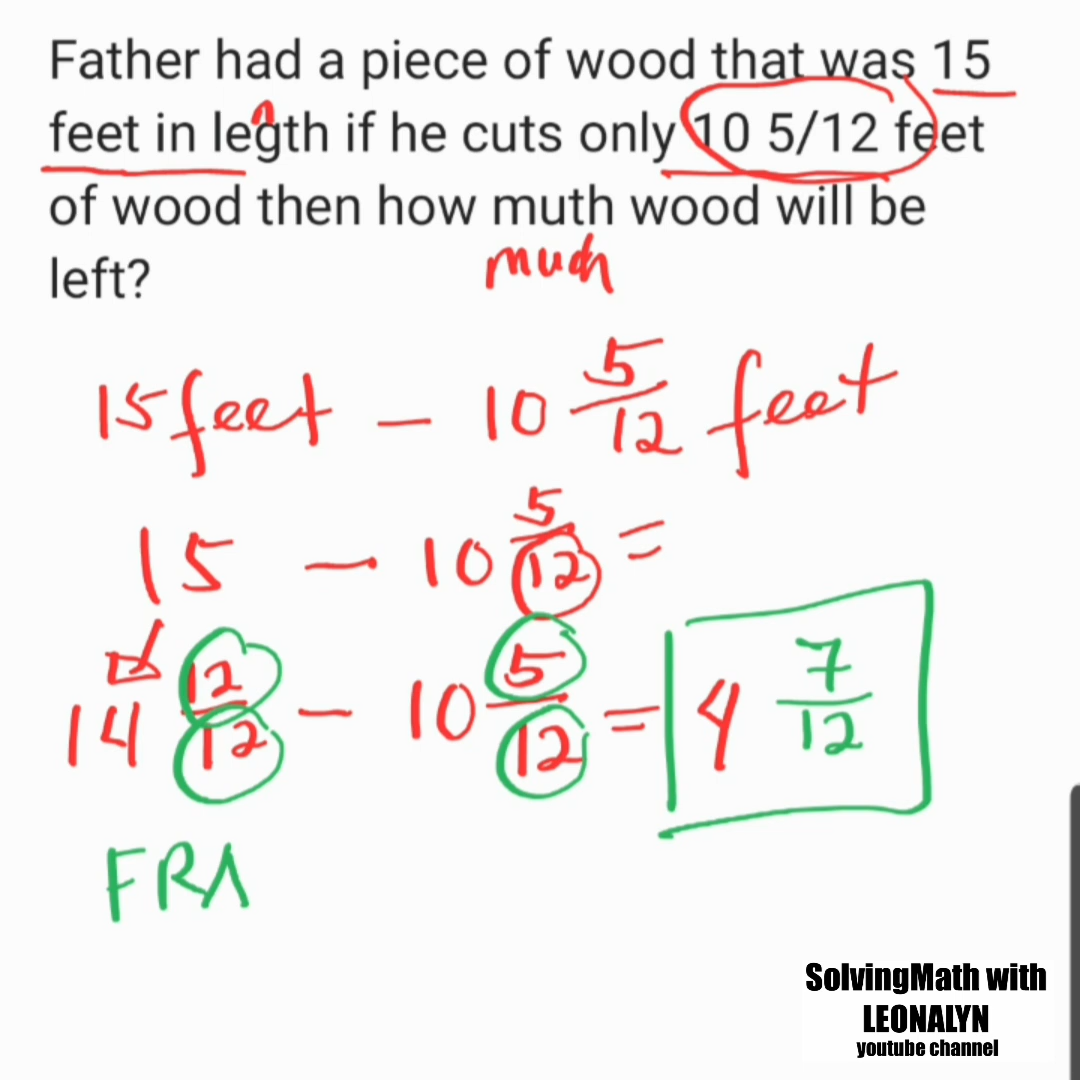 Father had a piece of wood that was 15
feet in legth if he cuts only 10 5/12 feet
of wood then how muth wood will be
left?
much
15 feet - 10 5/12 feet
15 - 10 5/12 =
14 12/12 - 10 5/12 = 4 7/12
FRA
SolvingMath with
LEONALYN
youtube channel